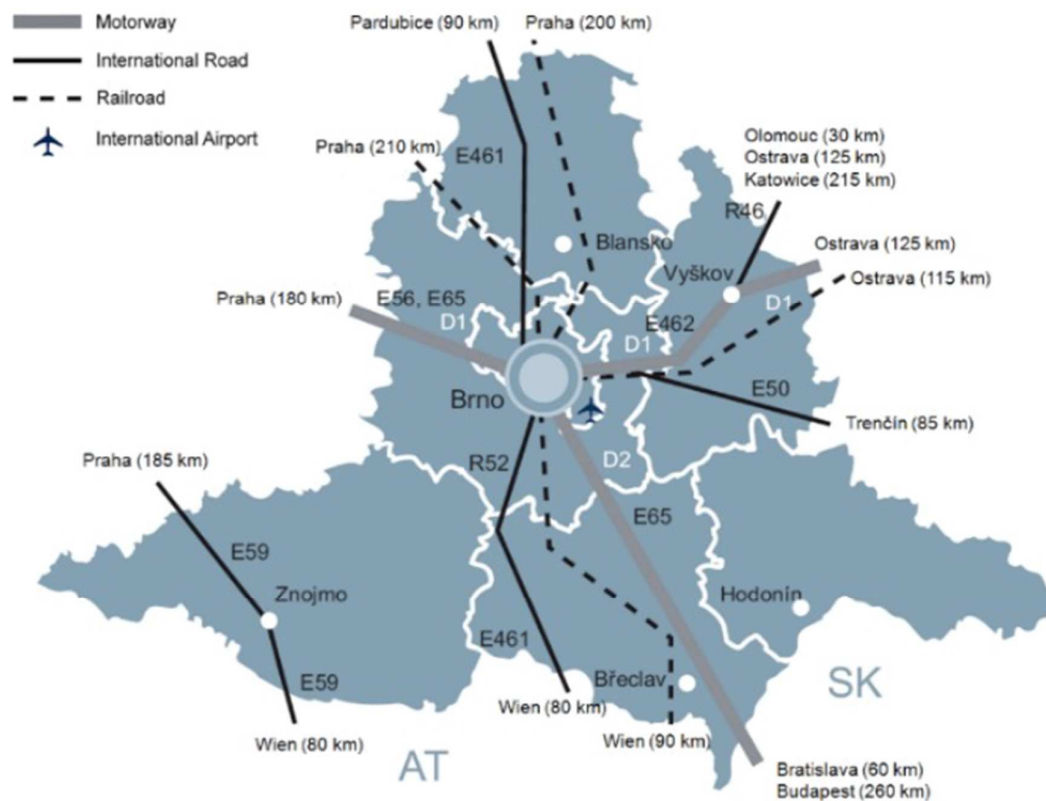 Motorway
International Road
Railroad
International Airport
Pardubice (90 km)
Praha (200 km)
Praha (210 km)
E461
Olomouc (30 km)
Ostrava (125 km)
Katowice (215 km)
R46
Blansko
Vyškov
Ostrava (125 km)
Ostrava (115 km)
Praha (180 km)
E56, E65
D1
D1
E462
D1
E50
Brno
Trenčín (85 km)
Praha (185 km)
R52
D2
E65
E59
Znojmo
Hodonín
E461
E59
Břeclav
SK
Wien (80 km)
Wien (80 km)
Wien (90 km)
AT
Bratislava (60 km)
Budapest (260 km)